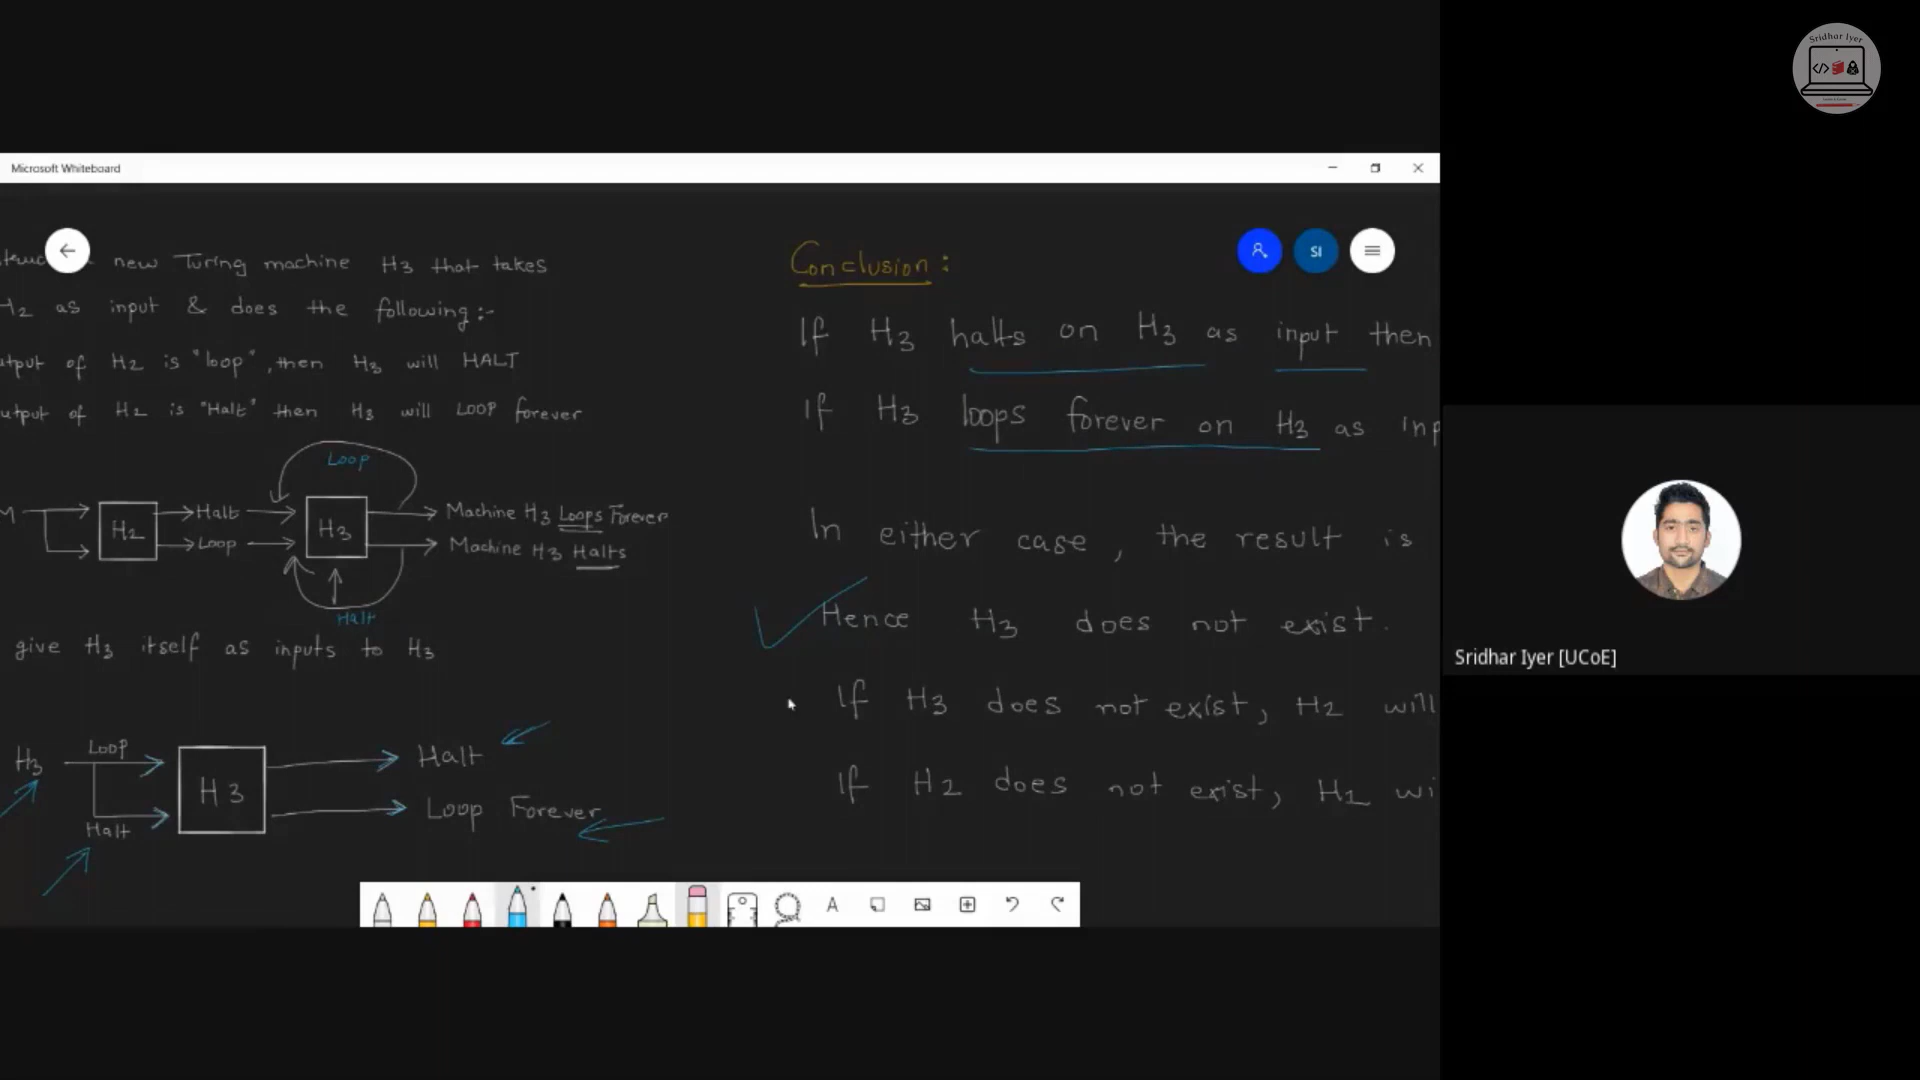 Sridhar Iyer
</>
Microsoft Whiteboard
new Turing machine H3 that takes
H2 as input & does the following:-
utput of H2 is "loop", then H3 will HALT
utput of H2 is "Halt" then H3 will LOOP forever
Loop
M
H2
Halt
Loop
H3
Machine H3 Loops Forever
Machine H3 Halts
Halt
give H3 itself as inputs to H3
H3
LOOP
Halt
H3
Halt
Loop Forever
Conclusion:
SI
If H3 halts on H3 as input then
If H3 loops forever on H3 as inp
In either case, the result is
Hence H3 does not exist.
If H3 does not exist, H2 will
If H2 does not exist, H1 wi
A
Sridhar Iyer [UCoE]